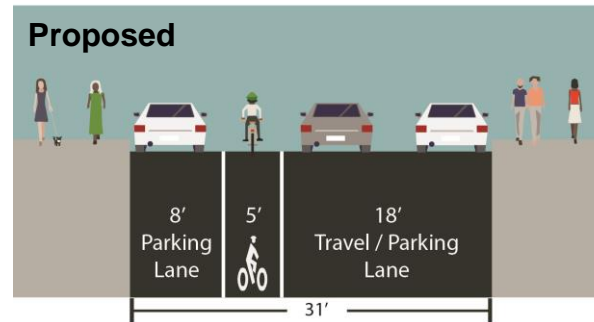 Proposed
8'
Parking
Lane
5'
18'
Travel / Parking
Lane
31'